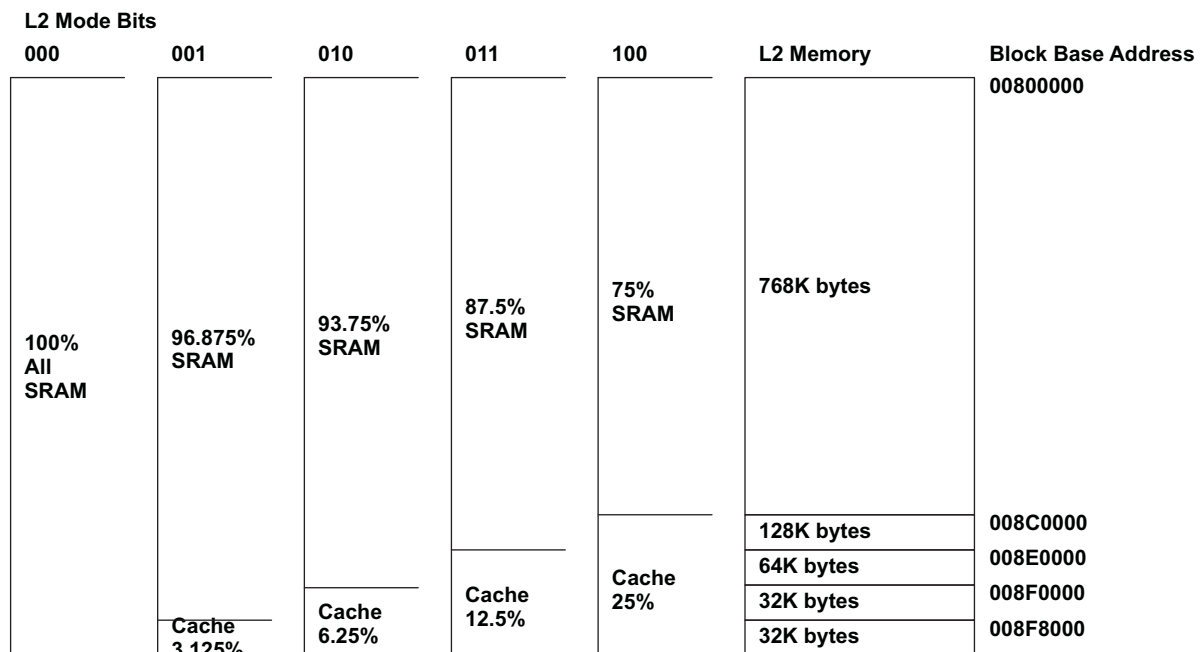 L2 Mode Bits
000 001 010 011 100 L2 Memory Block Base Address
00800000
100%
All
SRAM
96.875%
SRAM
93.75%
SRAM
87.5%
SRAM
75%
SRAM
768K bytes
Cache
3.125%
Cache
6.25%
Cache
12.5%
Cache
25%
128K bytes 008C0000
64K bytes 008E0000
32K bytes 008F0000
32K bytes 008F8000